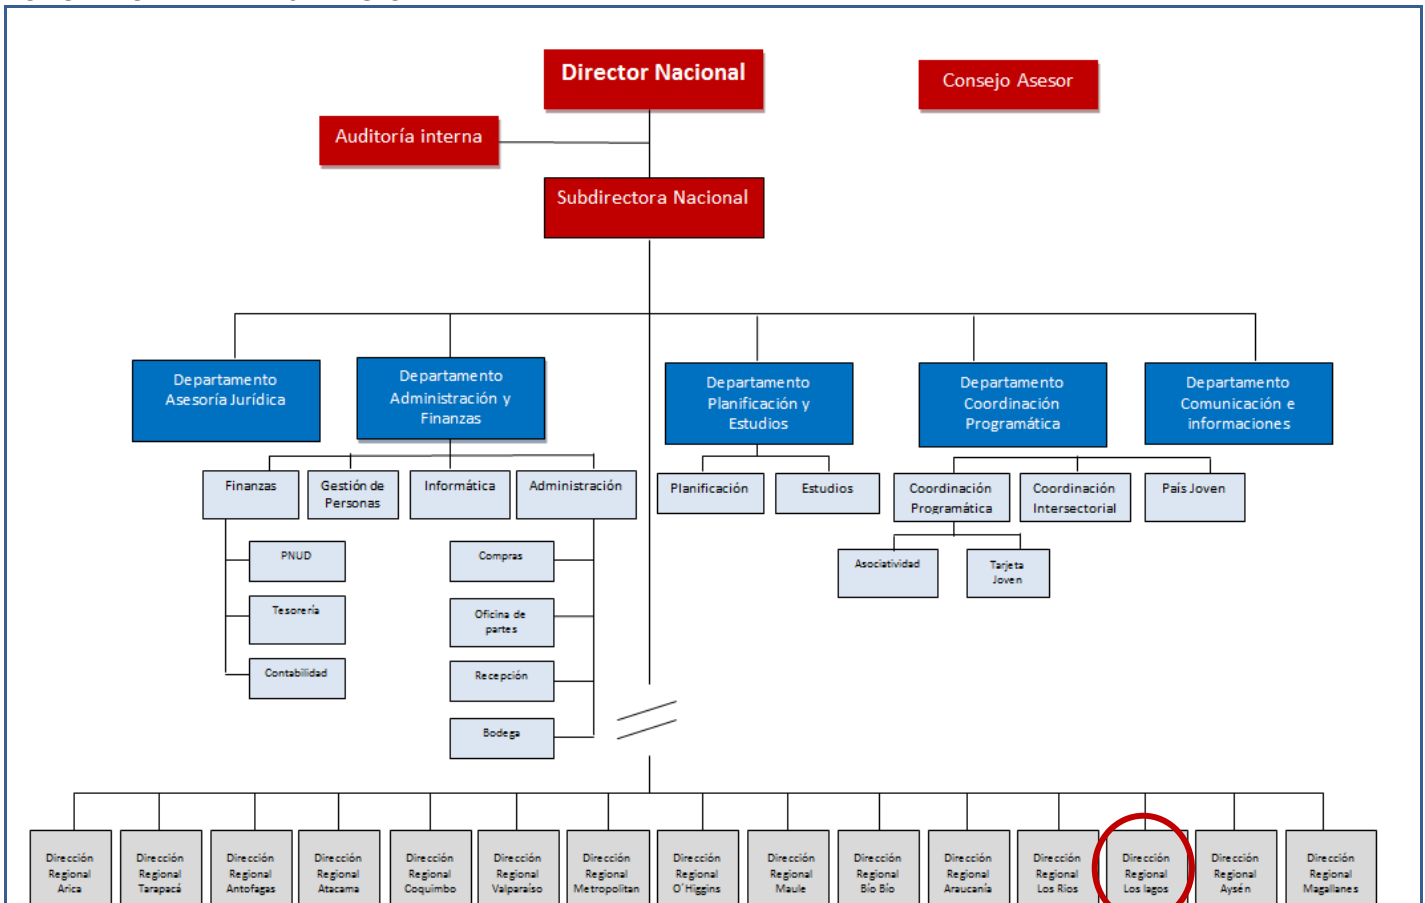 Director Nacional
Consejo Asesor
Auditoría interna
Subdirectora Nacional
Departamento
Asesoría Jurídica
Departamento
Administración y
Finanzas
Departamento
Planificación y
Estudios
Departamento
Coordinación
Programática
Departamento
Comunicación e
informaciones
Finanzas
Gestión de
Personas
Informática
Administración
Planificación
Estudios
Coordinación
Programática
Coordinación
Intersectorial
País Joven
PNUD
Tesorería
Contabilidad
Compras
Oficina de
partes
Recepción
Bodega
Asociatividad
Tarjeta
Joven
Dirección
Regional
Arica
Dirección
Regional
Tarapacá
Dirección
Regional
Antofagas
Dirección
Regional
Atacama
Dirección
Regional
Coquimbo
Dirección
Regional
Valparaíso
Dirección
Regional
Metropolitan
Dirección
Regional
O´Higgins
Dirección
Regional
Maule
Dirección
Regional
Bío Bío
Dirección
Regional
Araucanía
Dirección
Regional
Los Rios
Dirección
Regional
Los lagos
Dirección
Regional
Aysén
Dirección
Regional
Magallanes